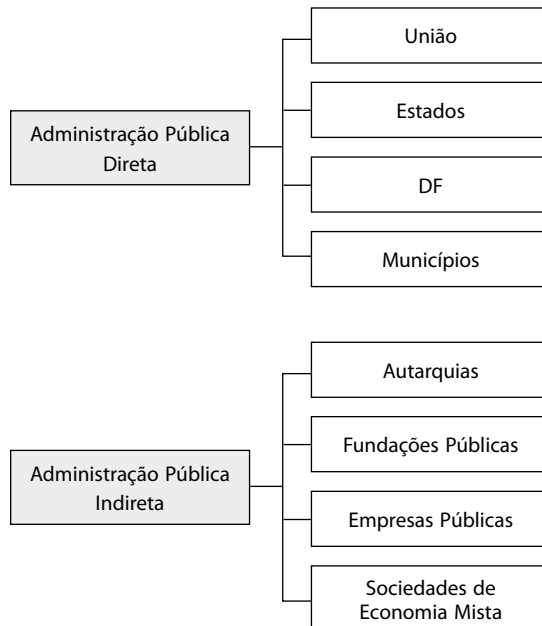 União
Estados
Administração Pública
Direta
DF
Municípios
Autarquias
Fundações Públicas
Administração Pública
Indireta
Empresas Públicas
Sociedades de
Economia Mista